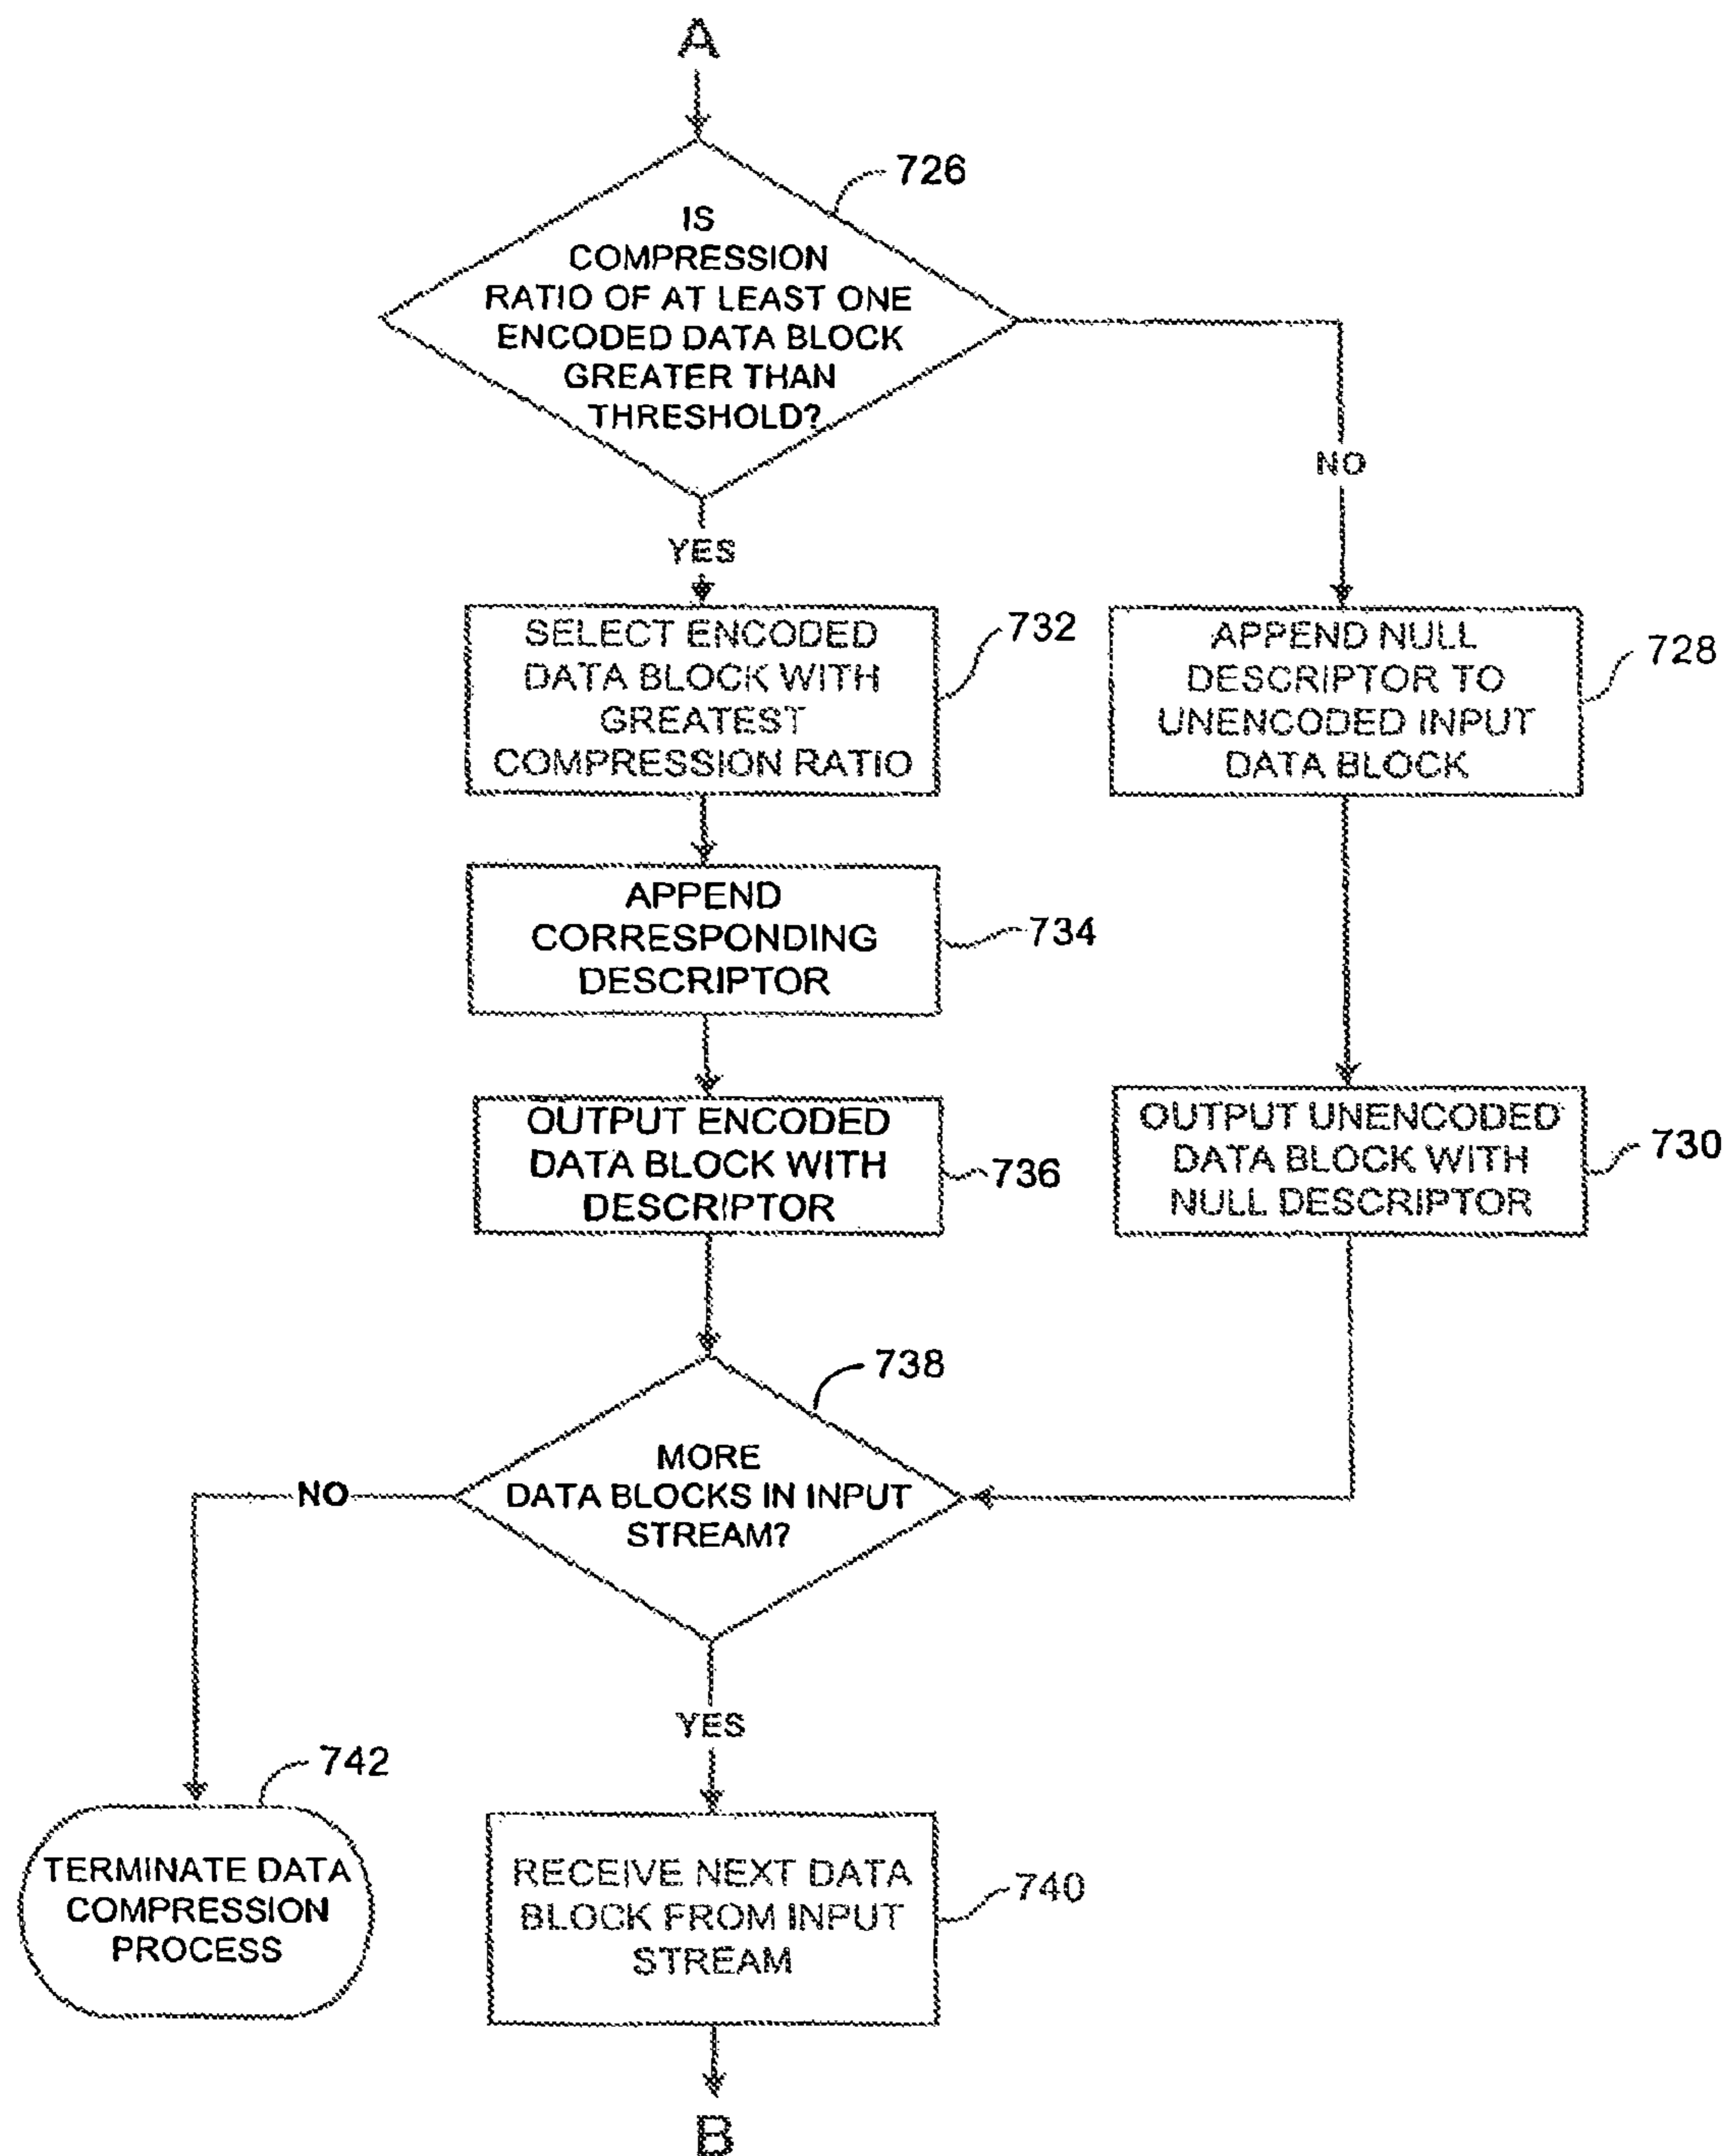 A
726
IS
COMPRESSION
RATIO OF AT LEAST ONE
ENCODED DATA BLOCK
GREATER THAN
THRESHOLD?
NO
YES
SELECT ENCODED
DATA BLOCK WITH
GREATEST
COMPRESSION RATIO
732
APPEND NULL
DESCRIPTOR TO
UNENCODED INPUT
DATA BLOCK
728
APPEND
CORRESPONDING
DESCRIPTOR
734
OUTPUT ENCODED
DATA BLOCK WITH
DESCRIPTOR
736
OUTPUT UNENCODED
DATA BLOCK WITH
NULL DESCRIPTOR
730
738
MORE
DATA BLOCKS IN INPUT
STREAM?
NO
YES
742
TERMINATE DATA
COMPRESSION
PROCESS
RECEIVE NEXT DATA
BLOCK FROM INPUT
STREAM
740
B